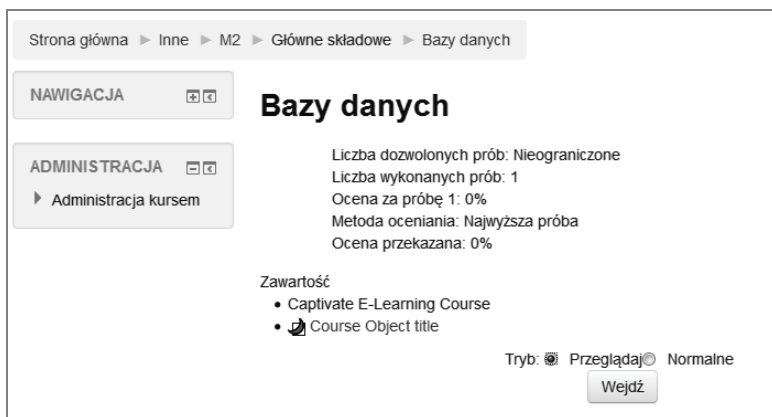 Strona główna ► Inne ► M2 ► Główne składowe ► Bazy danych
NAWIGACJA
ADMINISTRACJA
Administracja kursem
Bazy danych
Liczba dozwolonych prób: Nieograniczone
Liczba wykonanych prób: 1
Ocena za próbę 1: 0%
Metoda oceniania: Najwyższa próba
Ocena przekazana: 0%
Zawartość
• Captivate E-Learning Course
• Course Object title
Tryb: Przeglądaj Normalne
Wejdź